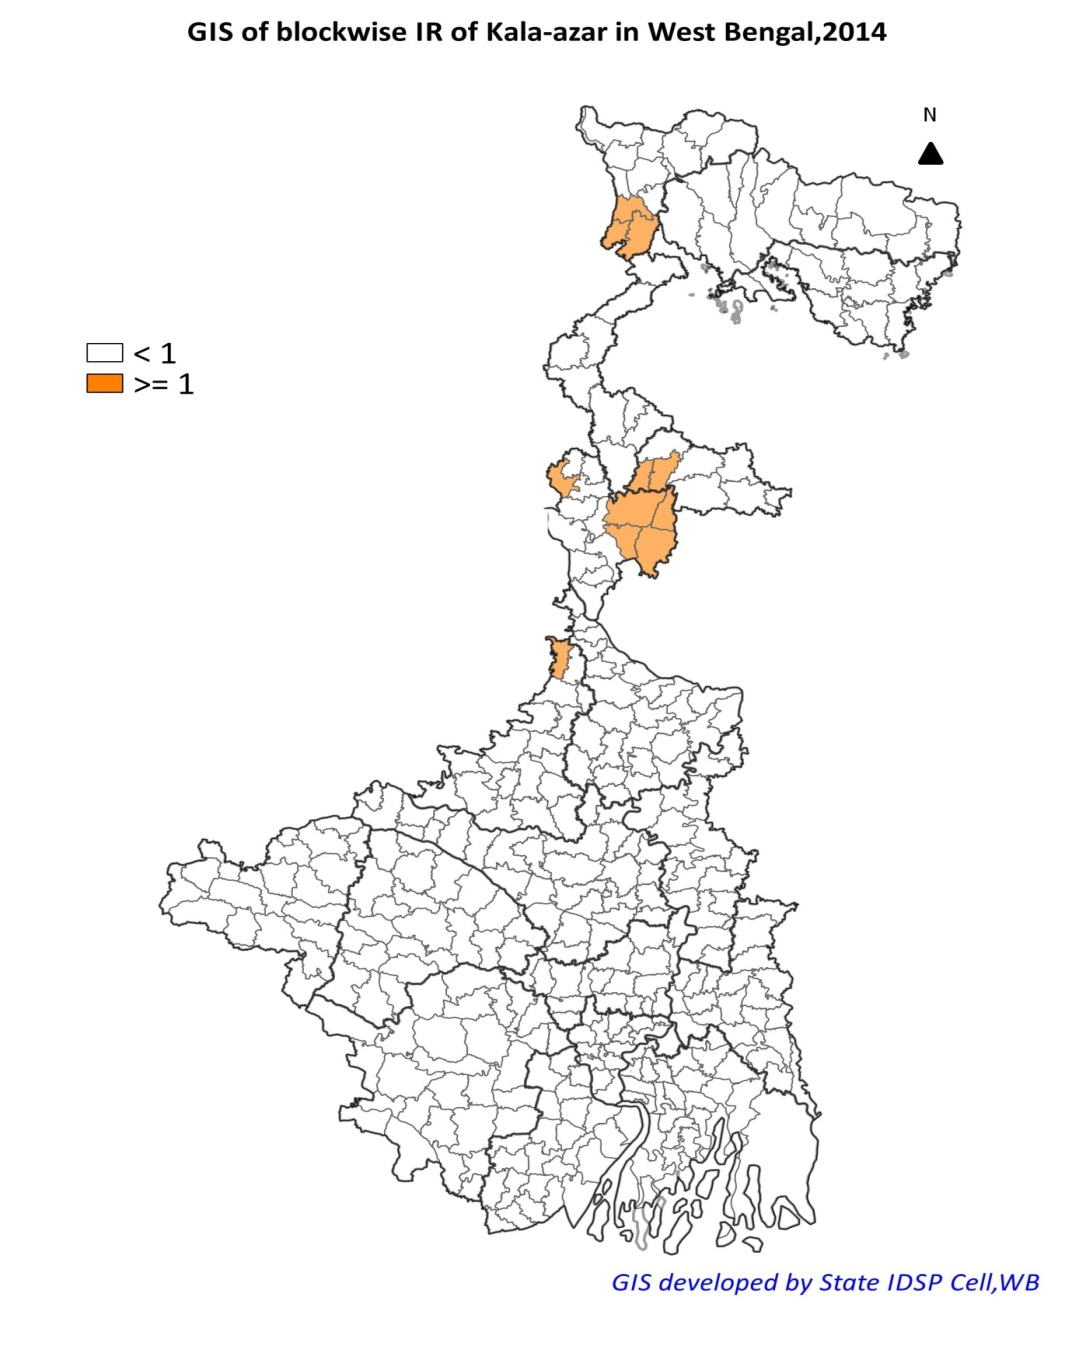 GIS of blockwise IR of Kala-azar in West Bengal,2014
N
< 1
>= 1
GIS developed by State IDSP Cell,WB